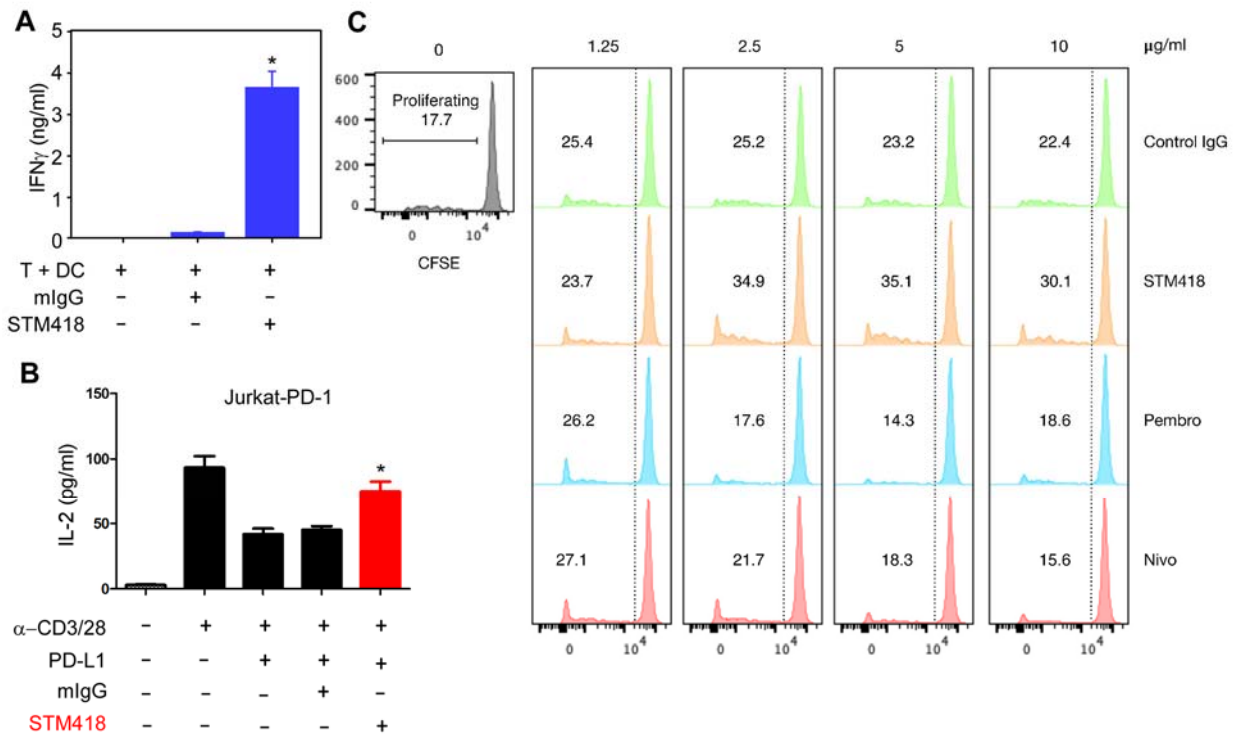 A
IFNγ (ng/ml)
5
4
3
2
1
0
*
T + DC + + +
mIgG – + –
STM418 – – +
B
Jurkat-PD-1
IL-2 (pg/ml)
150
100
50
0
*
α–CD3/28 – + + + +
PD-L1 – – + + +
mIgG – – – + –
STM418 – – – – +
C
0 1.25 2.5 5 10 μg/ml
600
400
200
0
Proliferating
17.7
0 10⁴
CFSE
25.4 25.2 23.2 22.4 Control IgG
23.7 34.9 35.1 30.1 STM418
26.2 17.6 14.3 18.6 Pembro
27.1 21.7 18.3 15.6 Nivo
0 10⁴ 0 10⁴ 0 10⁴ 0 10⁴